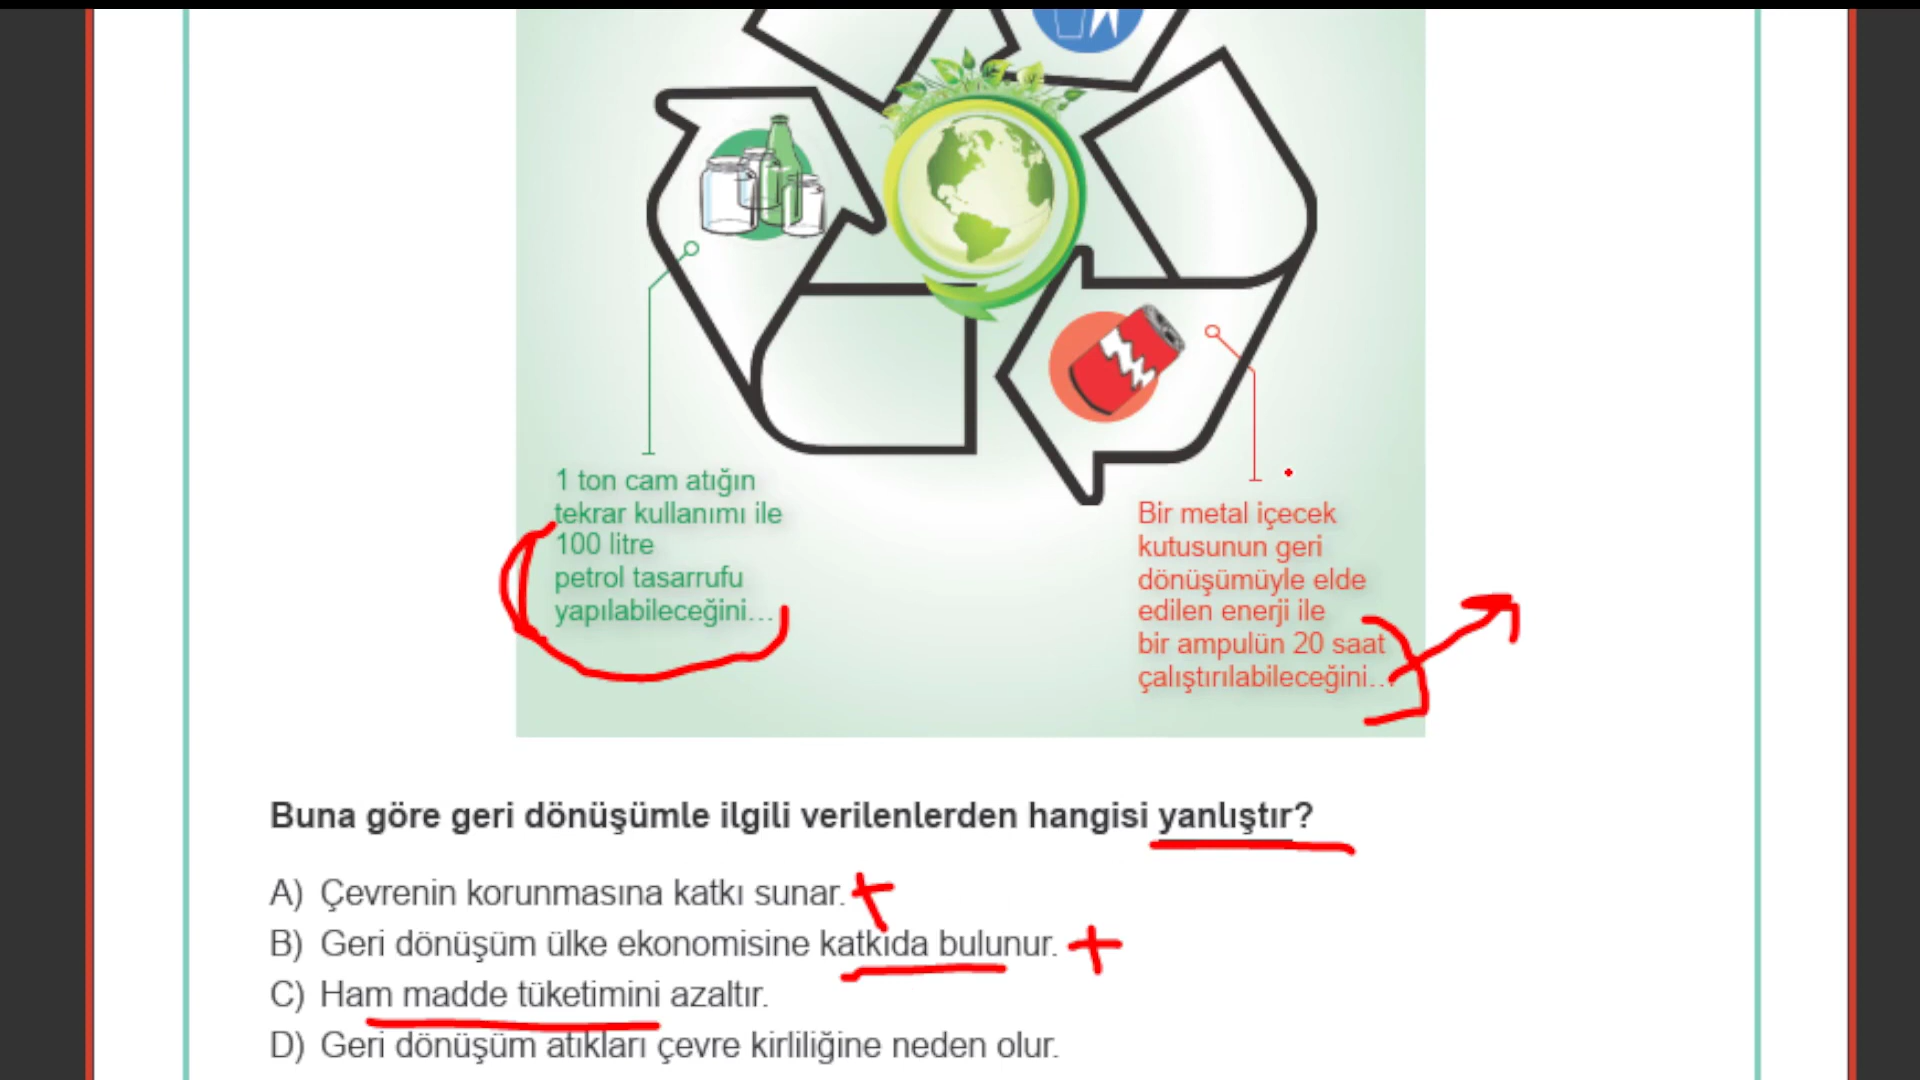 1 ton cam atığın
tekrar kullanımı ile
100 litre
petrol tasarrufu
yapılabileceğini...
Bir metal içecek
kutusunun geri
dönüşümüyle elde
edilen enerji ile
bir ampulün 20 saat
çalıştırılabileceğini...
Buna göre geri dönüşümle ilgili verilenlerden hangisi yanlıştır?
A) Çevrenin korunmasına katkı sunar.
B) Geri dönüşüm ülke ekonomisine katkıda bulunur.
C) Ham madde tüketimini azaltır.
D) Geri dönüşüm atıkları çevre kirliliğine neden olur.